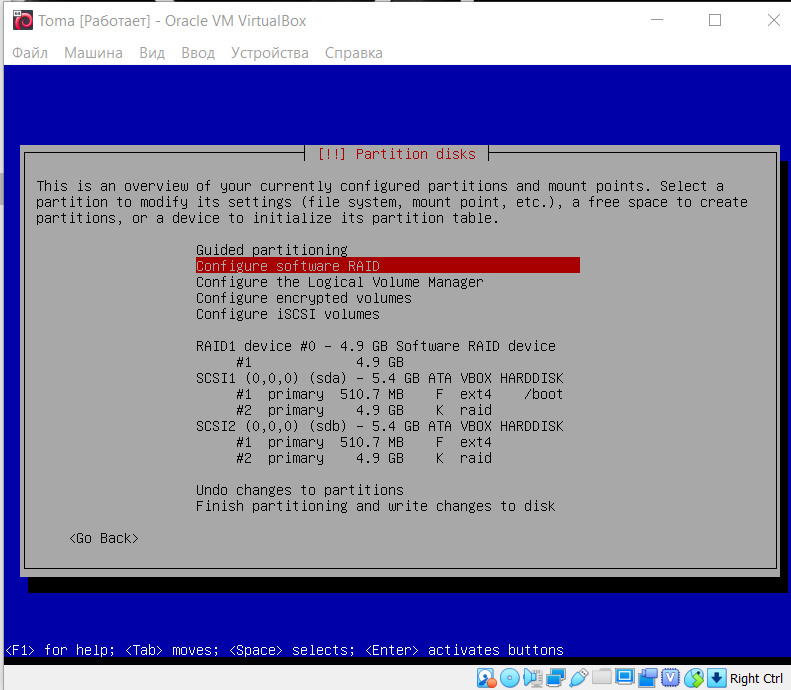 Toma [Работает] - Oracle VM VirtualBox
Файл Машина Вид Ввод Устройства Справка
[!!] Partition disks
This is an overview of your currently configured partitions and mount points. Select a
partition to modify its settings (file system, mount point, etc.), a free space to create
partitions, or a device to initialize its partition table.
Guided partitioning
Configure software RAID
Configure the Logical Volume Manager
Configure encrypted volumes
Configure iSCSI volumes
RAID1 device #0 - 4.9 GB Software RAID device
#1 4.9 GB
SCSI1 (0,0,0) (sda) - 5.4 GB ATA VBOX HARDDISK
#1 primary 510.7 MB F ext4 /boot
#2 primary 4.9 GB K raid
SCSI2 (0,0,0) (sdb) - 5.4 GB ATA VBOX HARDDISK
#1 primary 510.7 MB F ext4
#2 primary 4.9 GB K raid
Undo changes to partitions
Finish partitioning and write changes to disk
<Go Back>
<F1> for help; <Tab> moves; <Space> selects; <Enter> activates buttons
Right Ctrl